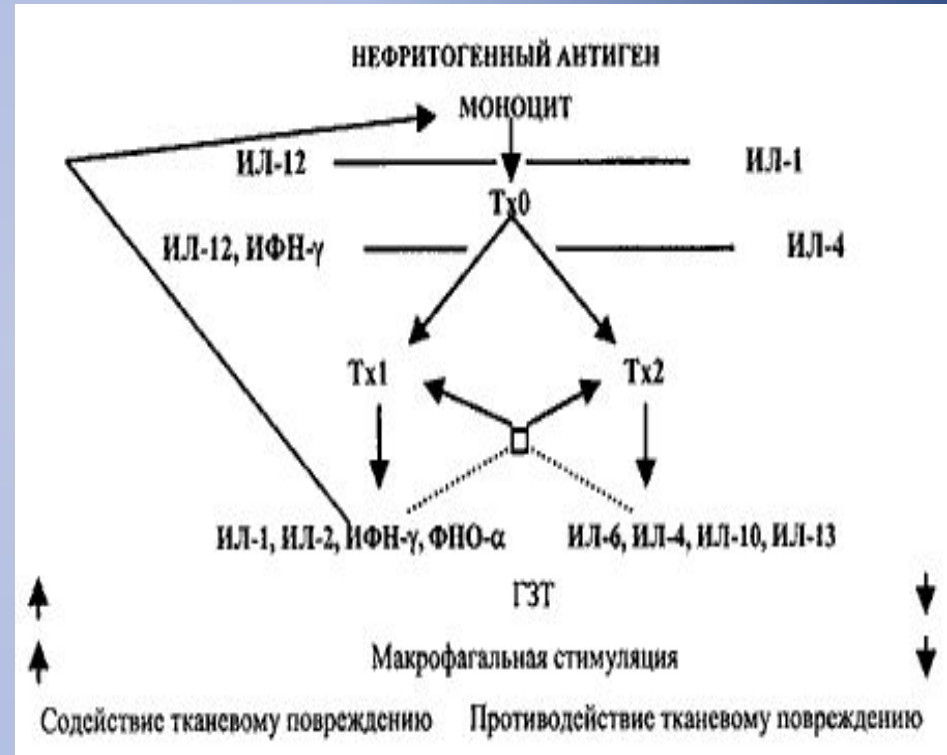 НЕФРИТОГЕННЫЙ АНТИГЕН
МОНОЦИТ
ИЛ-12 ИЛ-1
Тх0
ИЛ-12, ИФН-γ ИЛ-4
Тх1 Тх2
ИЛ-1, ИЛ-2, ИФН-γ, ФНО-α ИЛ-6, ИЛ-4, ИЛ-10, ИЛ-13
ГЗТ
Макрофагальная стимуляция
Содействие тканевому повреждению Противодействие тканевому повреждению